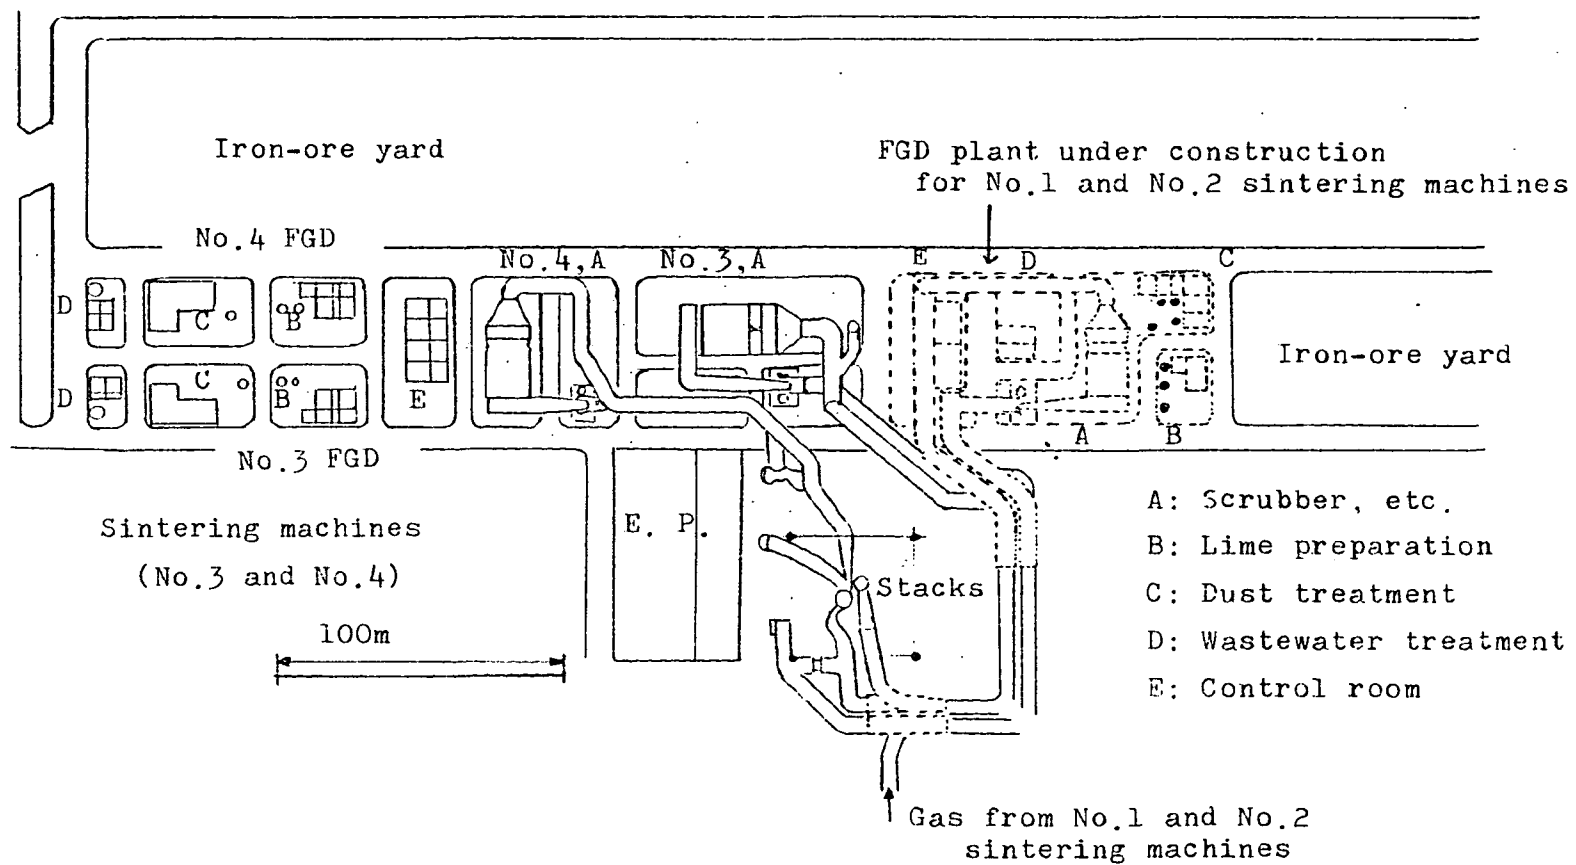 Iron-ore yard
FGD plant under construction
for No.1 and No.2 sintering machines
No.4 FGD
No.4,A
No.3,A
E
D
C
D
C
B
Iron-ore yard
D
C
B
E
A
B
No.3 FGD
Sintering machines
(No.3 and No.4)
E. P.
Stacks
100m
A: Scrubber, etc.
B: Lime preparation
C: Dust treatment
D: Wastewater treatment
E: Control room
Gas from No.1 and No.2
sintering machines